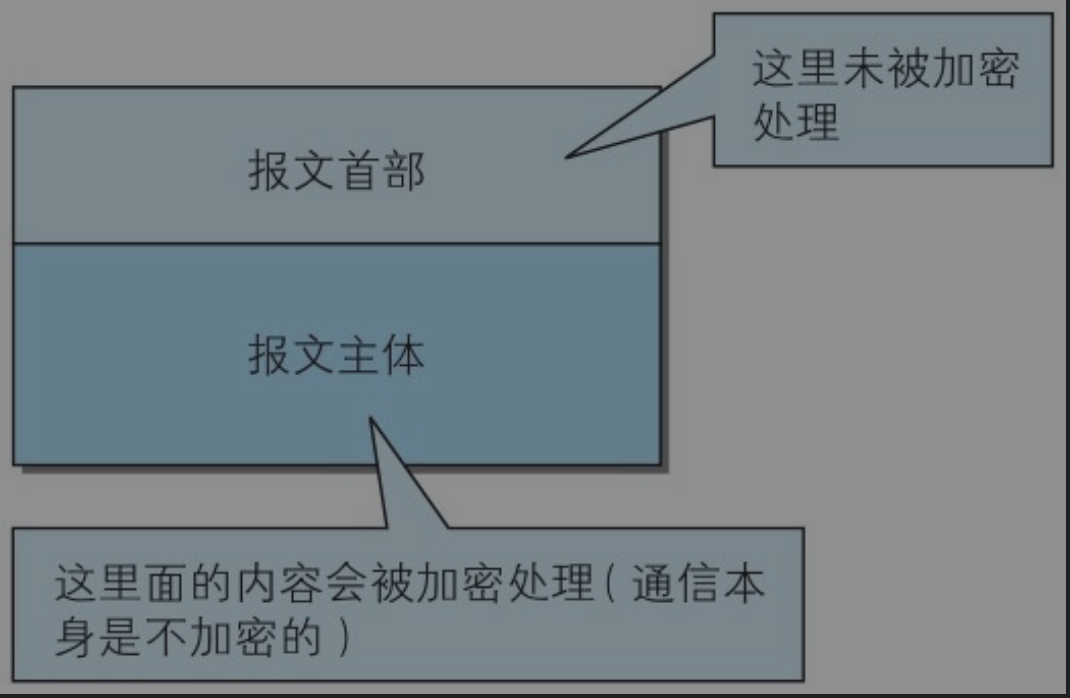 这里未被加密
处理
报文首部
报文主体
这里面的内容会被加密处理( 通信本
身是不加密的 )